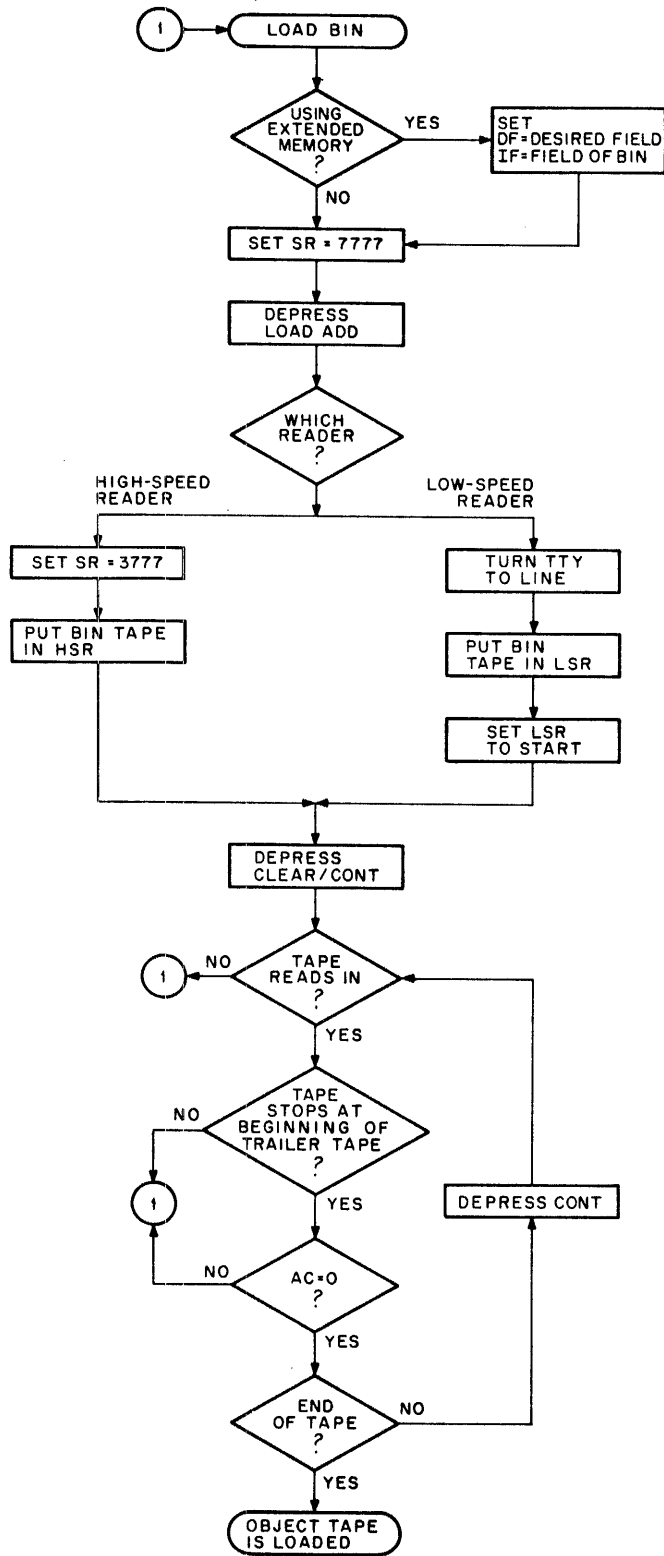 1
LOAD BIN
USING
EXTENDED
MEMORY
?
YES
SET
DF=DESIRED FIELD
IF=FIELD OF BIN
NO
SET SR = 7777
DEPRESS
LOAD ADD
WHICH
READER
?
HIGH-SPEED
READER
LOW-SPEED
READER
SET SR = 3777
TURN TTY
TO LINE
PUT BIN TAPE
IN HSR
PUT BIN
TAPE IN LSR
SET LSR
TO START
DEPRESS
CLEAR/CONT
1
NO
TAPE
READS IN
?
YES
NO
TAPE
STOPS AT
BEGINNING OF
TRAILER TAPE
?
1
YES
DEPRESS CONT
NO
AC=0
?
YES
END
OF TAPE
?
NO
YES
OBJECT TAPE
IS LOADED